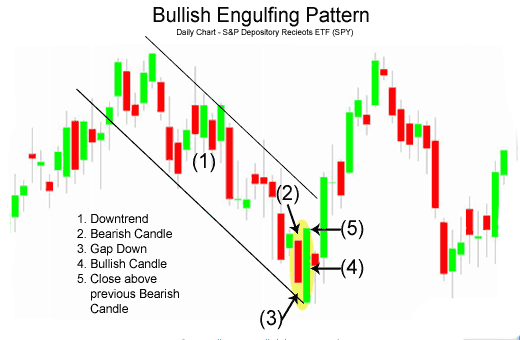 Bullish Engulfing Pattern
Daily Chart - S&P Depository Reciects ETF (SPY)
(1)
(2)
(5)
(4)
(3)
1. Downtrend
2. Bearish Candle
3. Gap Down
4. Bullish Candle
5. Close above
previous Bearish
Candle